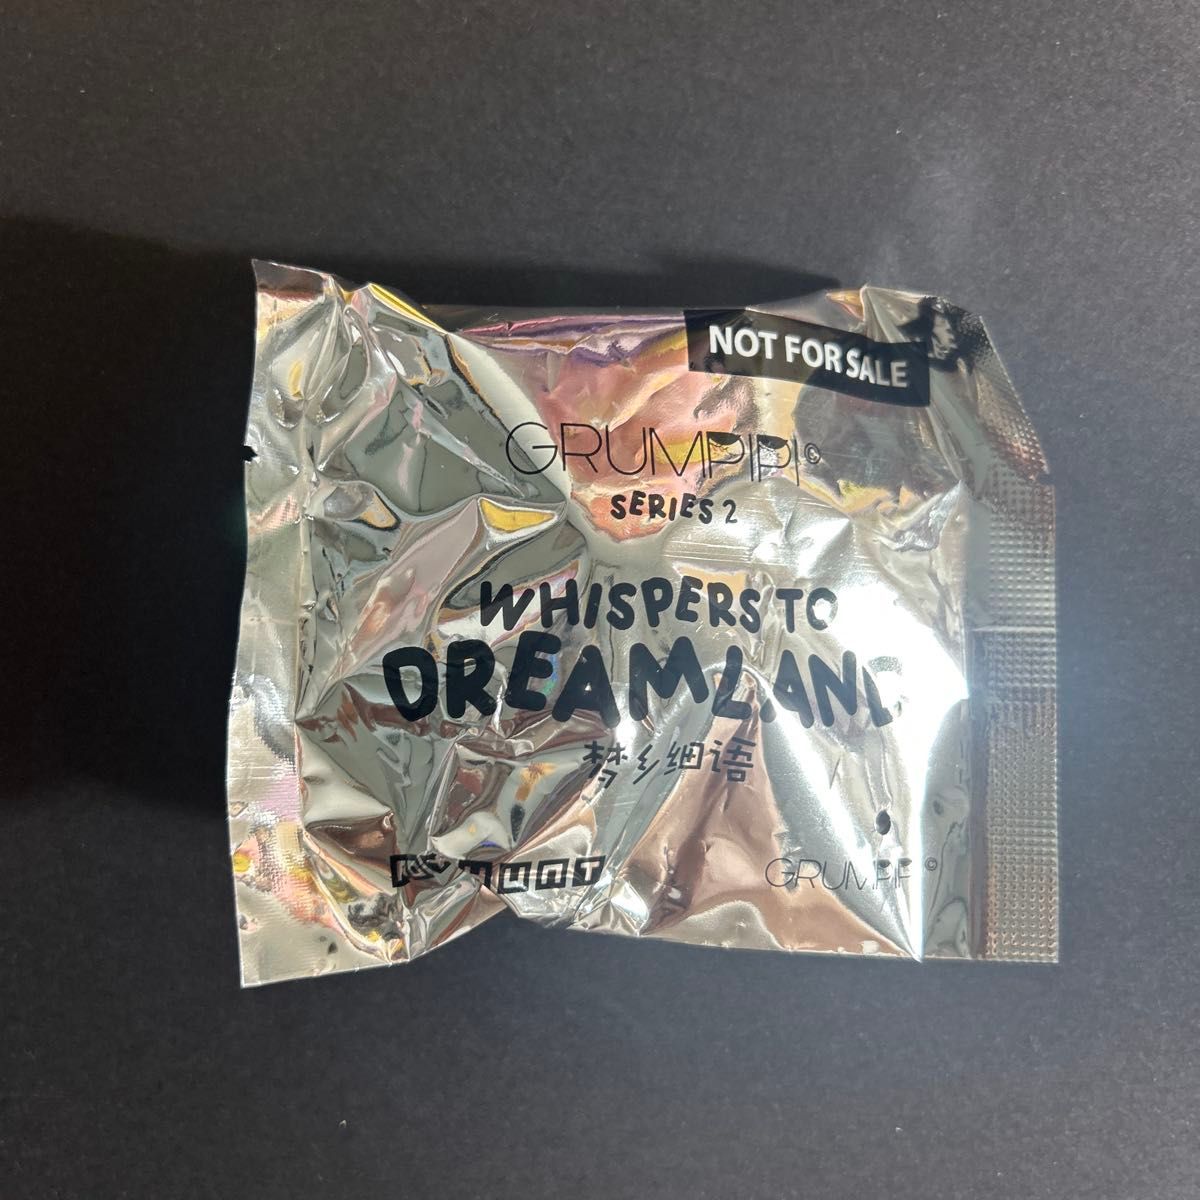 NOT FOR SALE
GRUMPIPI©
SERIES 2
WHISPERS TO
DREAMLAND
梦乡细语
GRUMPIPI©